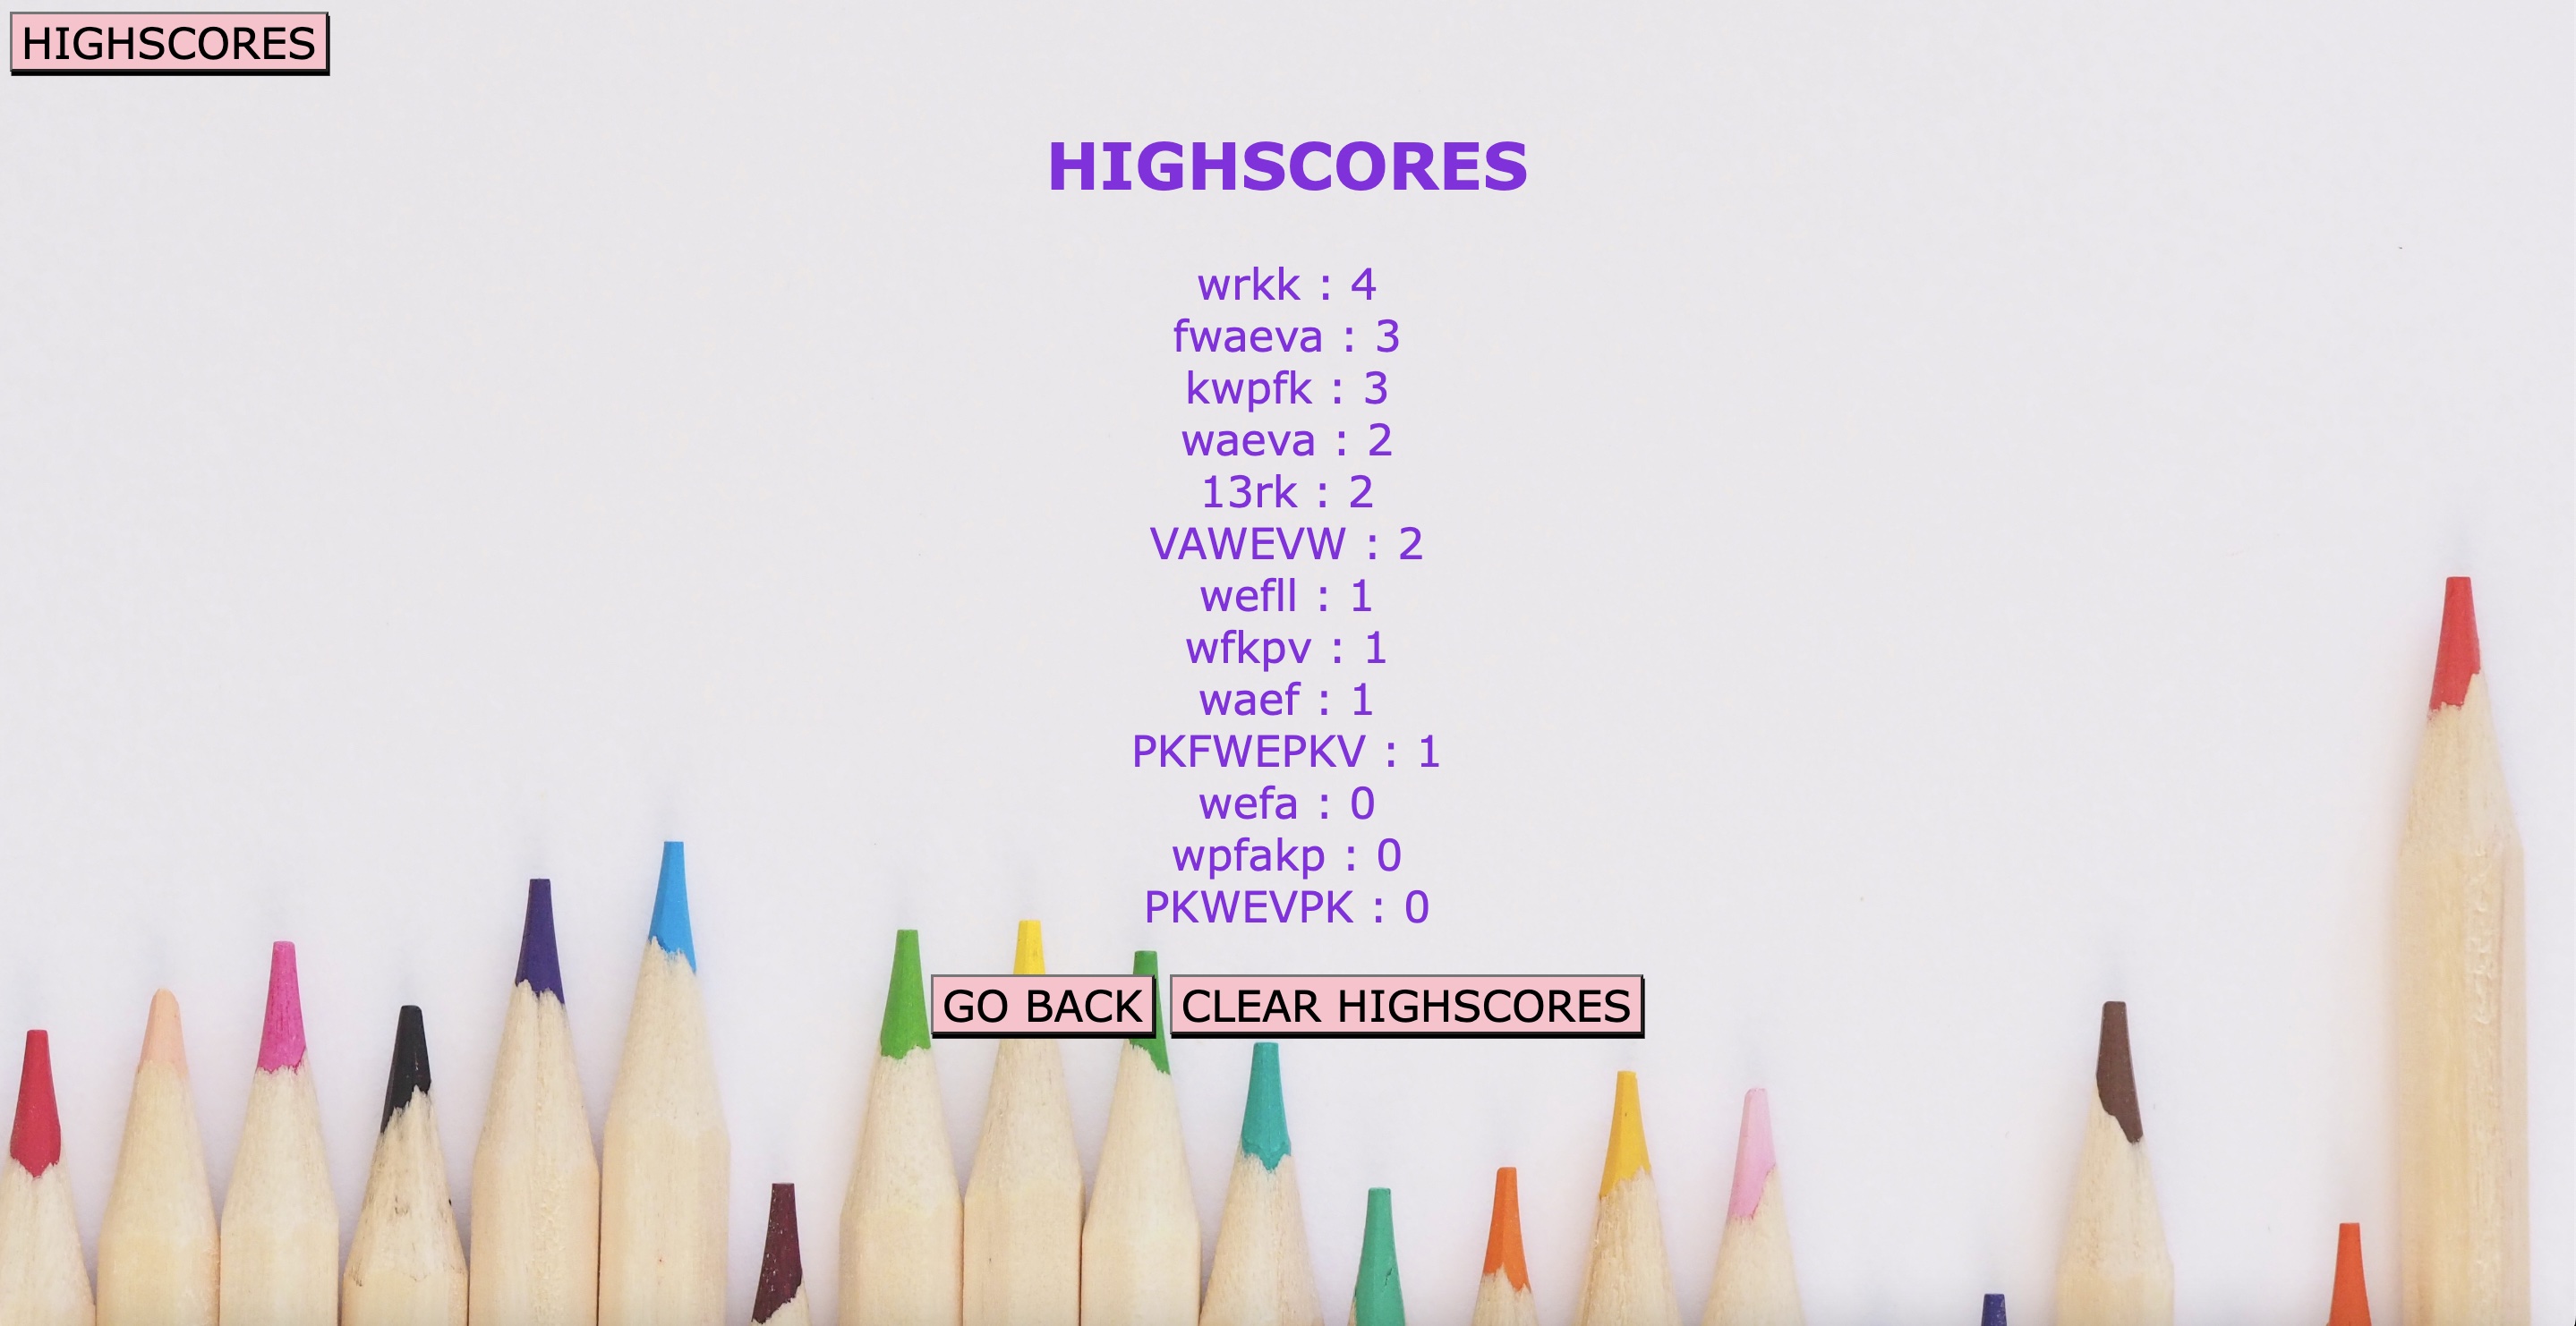 HIGHSCORES
HIGHSCORES
wrkk : 4
fwaeva : 3
kwpfk : 3
waeva : 2
13rk : 2
VAWEVW : 2
wefll : 1
wfkpv : 1
waef : 1
PKFWEPKV : 1
wefa : 0
wpfakp : 0
PKWEVPK : 0
GO BACK CLEAR HIGHSCORES